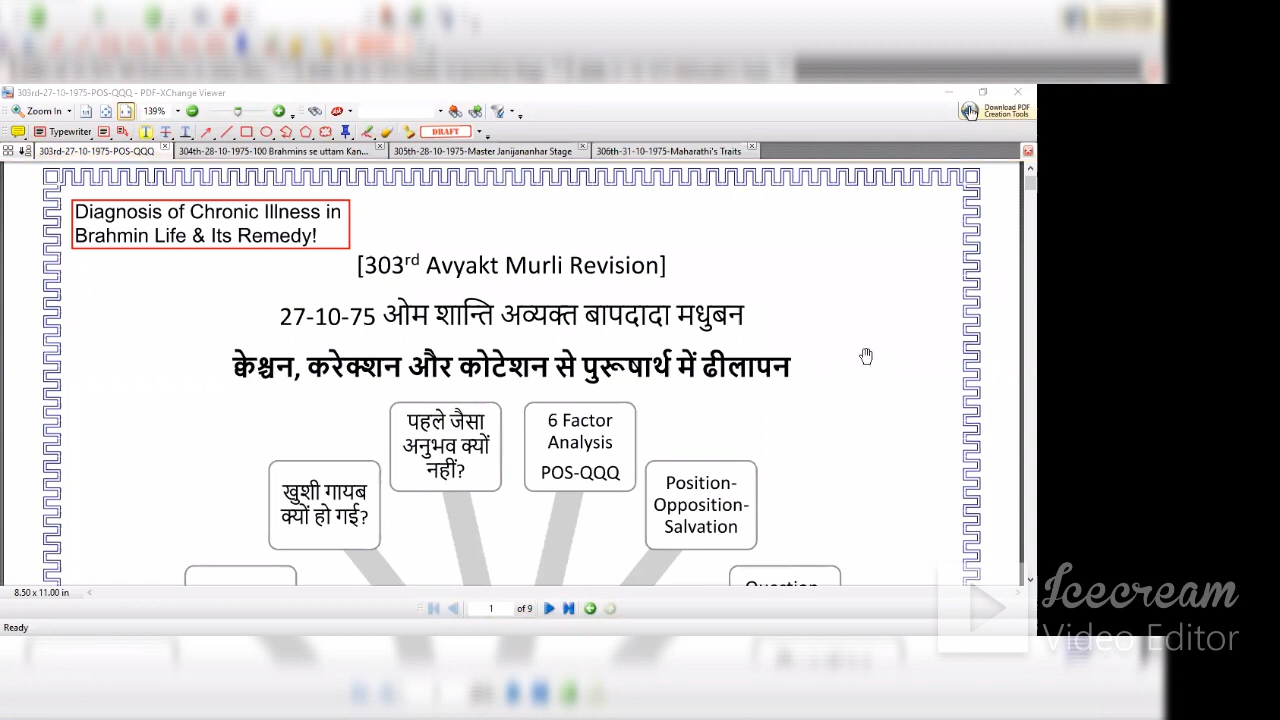 303rd-27-10-1975-POS-QQQ - PDF-XChange Viewer
Zoom In
139%
Download PDF
Creation Tools
Typewriter
DRAFT
303rd-27-10-1975-POS-QQQ
304th-28-10-1975-100 Brahmins se uttam Kan...
305th-28-10-1975-Master Janijananhar Stage
306th-31-10-1975-Maharathi's Traits
Diagnosis of Chronic Illness in
Brahmin Life & Its Remedy!
[303rd Avyakt Murli Revision]
27-10-75 ओम शान्ति अव्यक्त बापदादा मधुबन
क्वेश्चन, करेक्शन और कोटेशन से पुरूषार्थ में ढीलापन
पहले जैसा
अनुभव क्यों
नहीं?
6 Factor
Analysis
POS-QQQ
खुशी गायब
क्यों हो गई?
Position-
Opposition-
Salvation
Question
8.50 x 11.00 in
1 of 9
Ready
Icecream
Video Editor